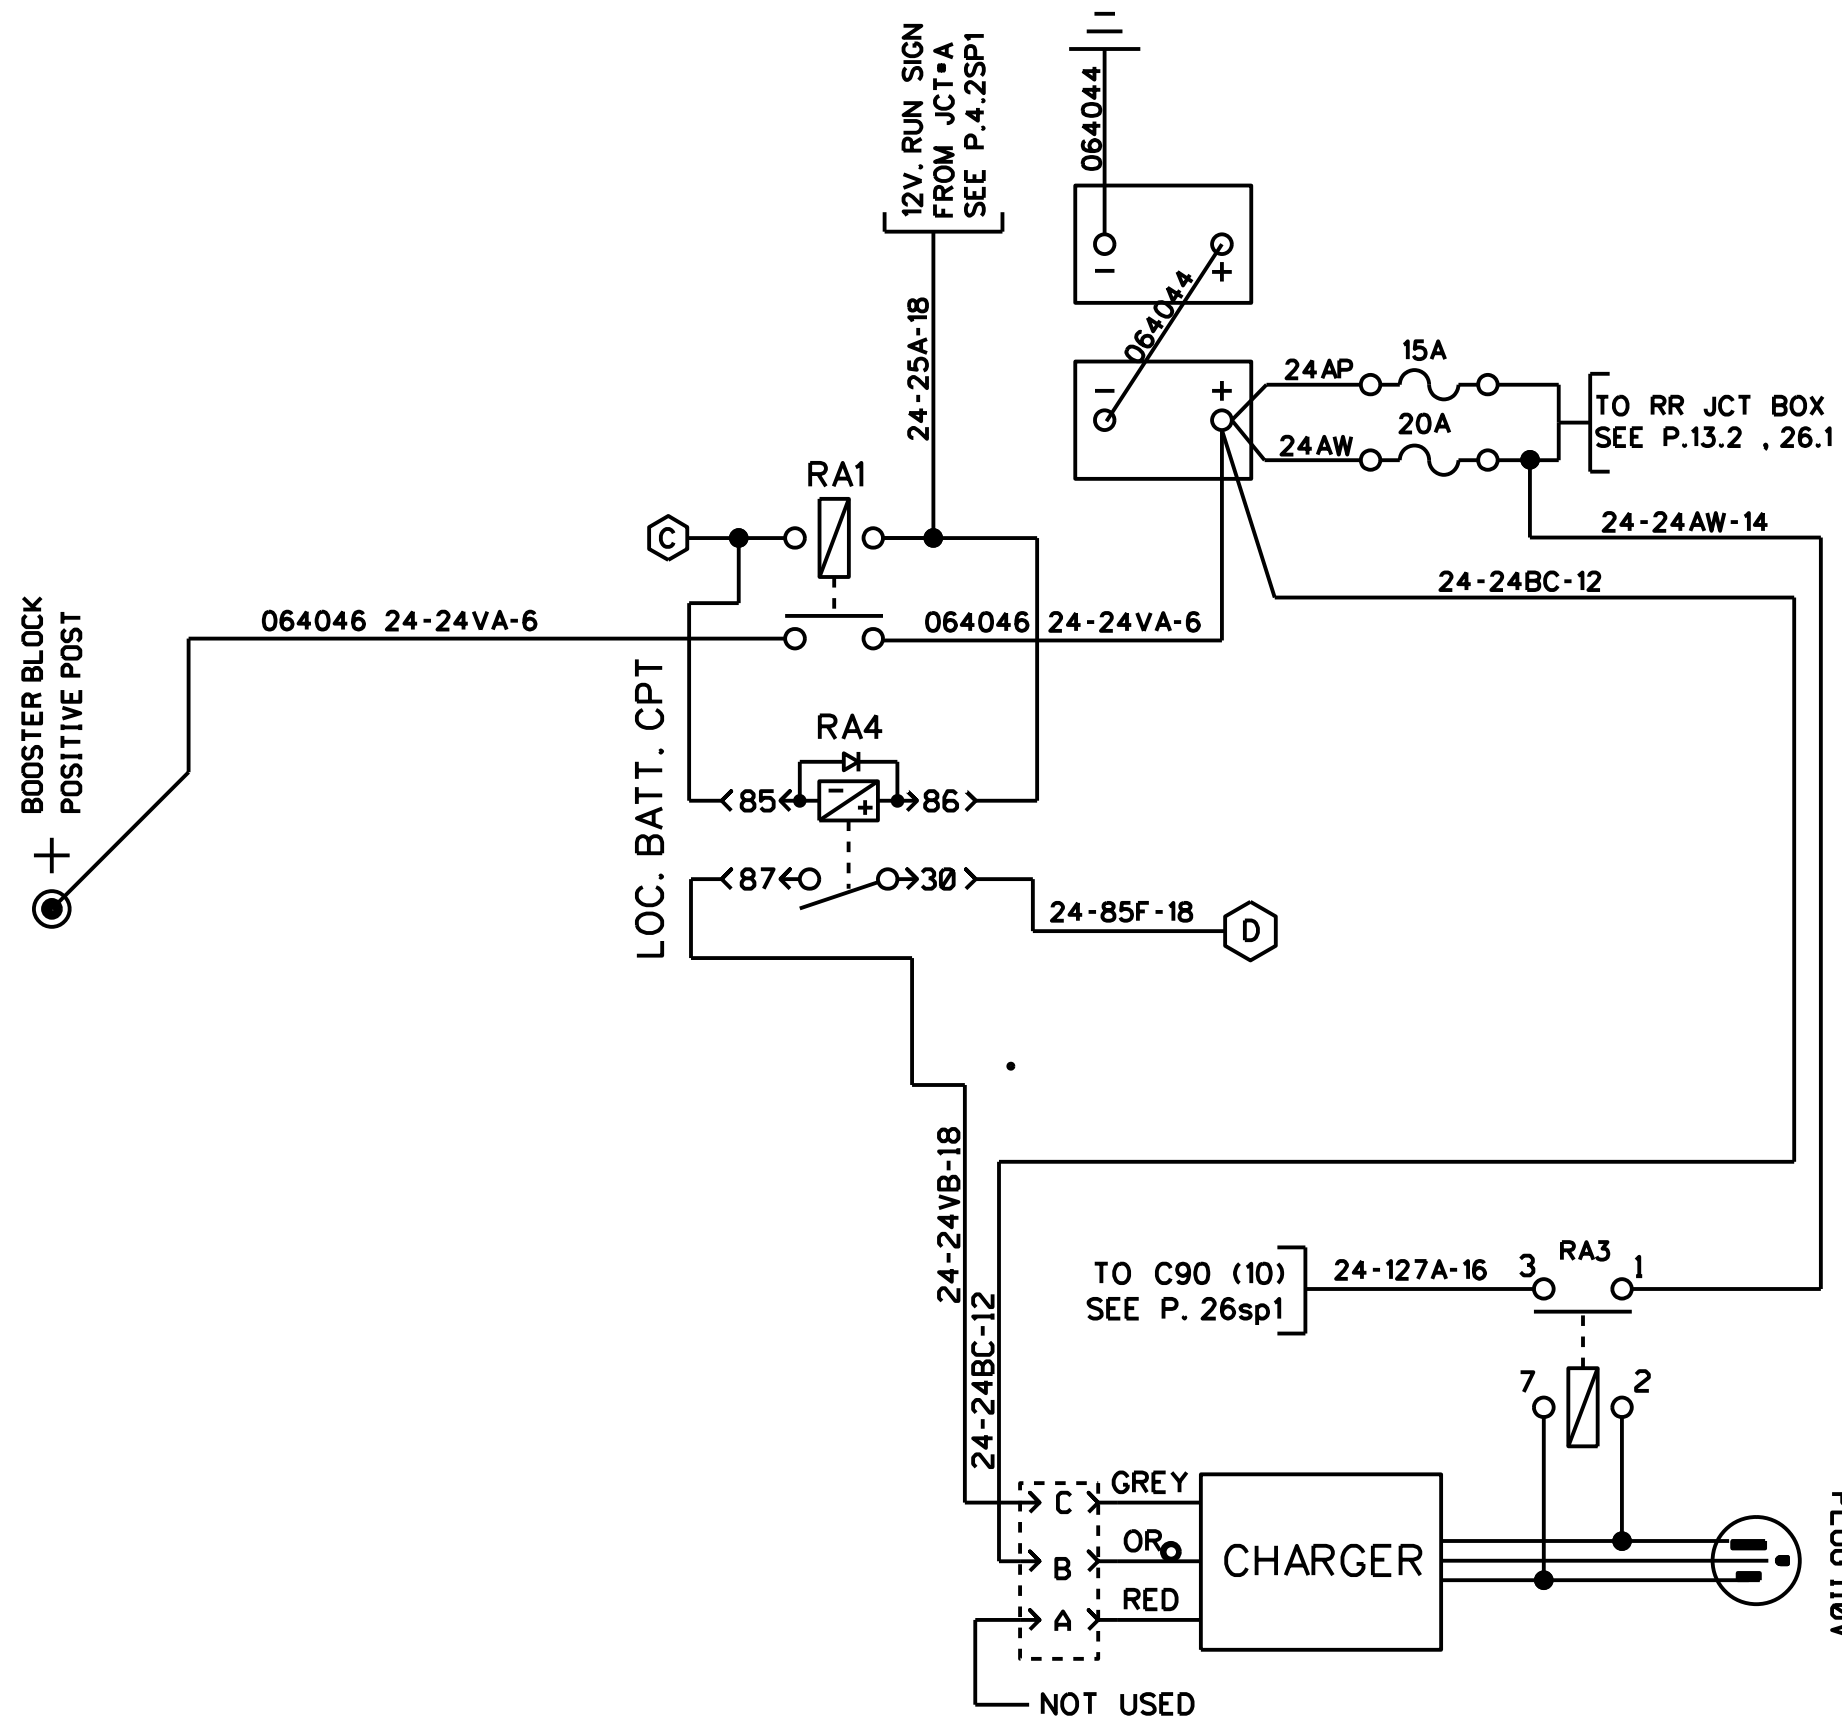 12V. RUN SIGN
FROM JCT•A
SEE P.4.2SP1
064044
24-25A-18
-
+
064044
-
+
24AP
15A
24AW
20A
TO RR JCT BOX
SEE P.13.2 , 26.1
24-24AW-14
24-24BC-12
RA1
C
BOOSTER BLOCK
POSITIVE POST
+
064046 24-24VA-6
064046 24-24VA-6
LOC. BATT. CPT
RA4
85
-
+
86
87
30
24-85F-18
D
24-24VB-18
24-24BC-12
TO C90 (10)
SEE P. 26sp1
24-127A-16
3
RA3
1
7
2
C
GREY
B
OR
A
RED
CHARGER
NOT USED